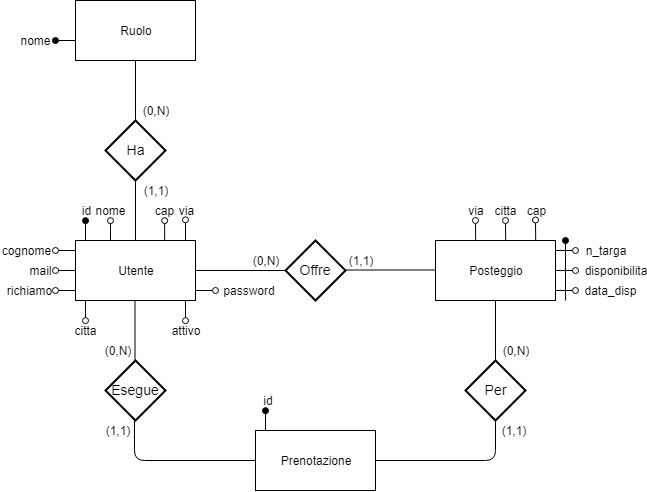 Ruolo
nome
(0,N)
Ha
(1,1)
id nome cap via
via citta cap
cognome
mail
richiamo
Utente
(0,N)
Offre
(1,1)
Posteggio
n_targa
disponibilita
data_disp
password
citta
attivo
(0,N)
(0,N)
Esegue
Per
(1,1)
(1,1)
id
Prenotazione